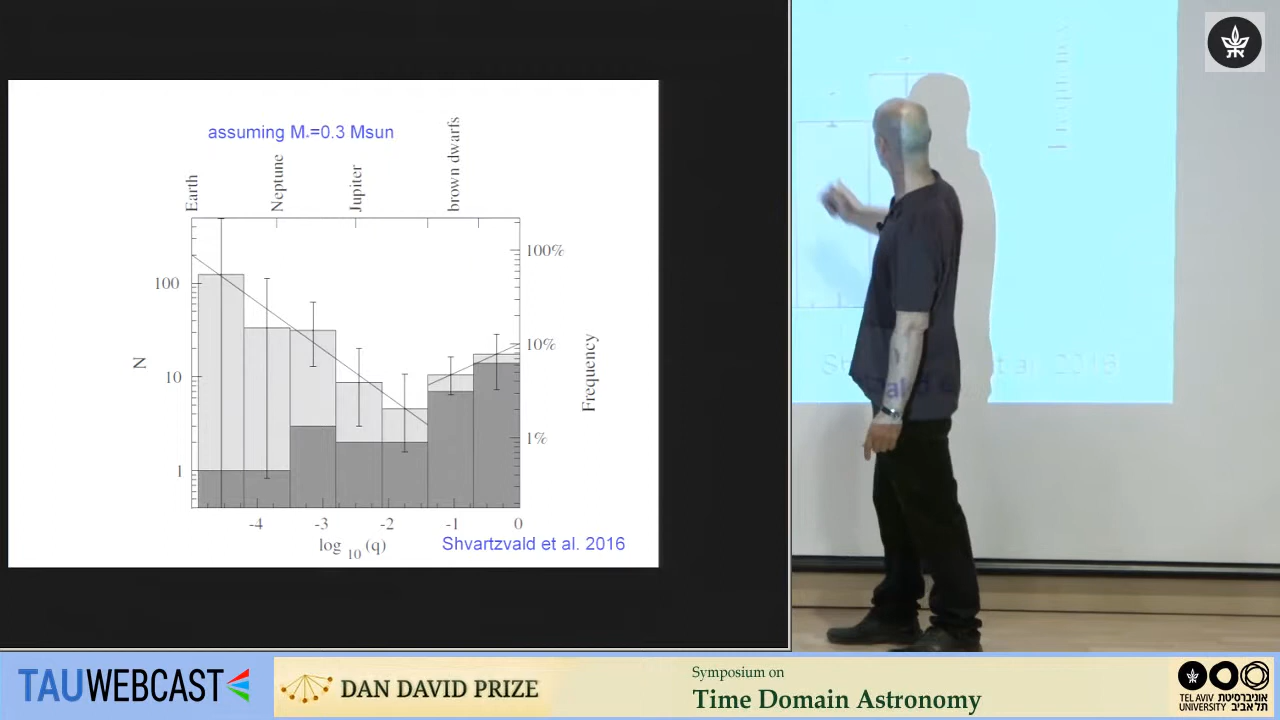 assuming M*=0.3 Msun
Earth
Neptune
Jupiter
brown dwarfs
100
10
1
N
100%
10%
1%
Frequency
-4
-3
-2
-1
0
log10(q)
Shvartzvald et al. 2016
TAUWEBCAST
DAN DAVID PRIZE
Symposium on
Time Domain Astronomy
TEL AVIV אוניברסיטת
UNIVERSITY תל אביב